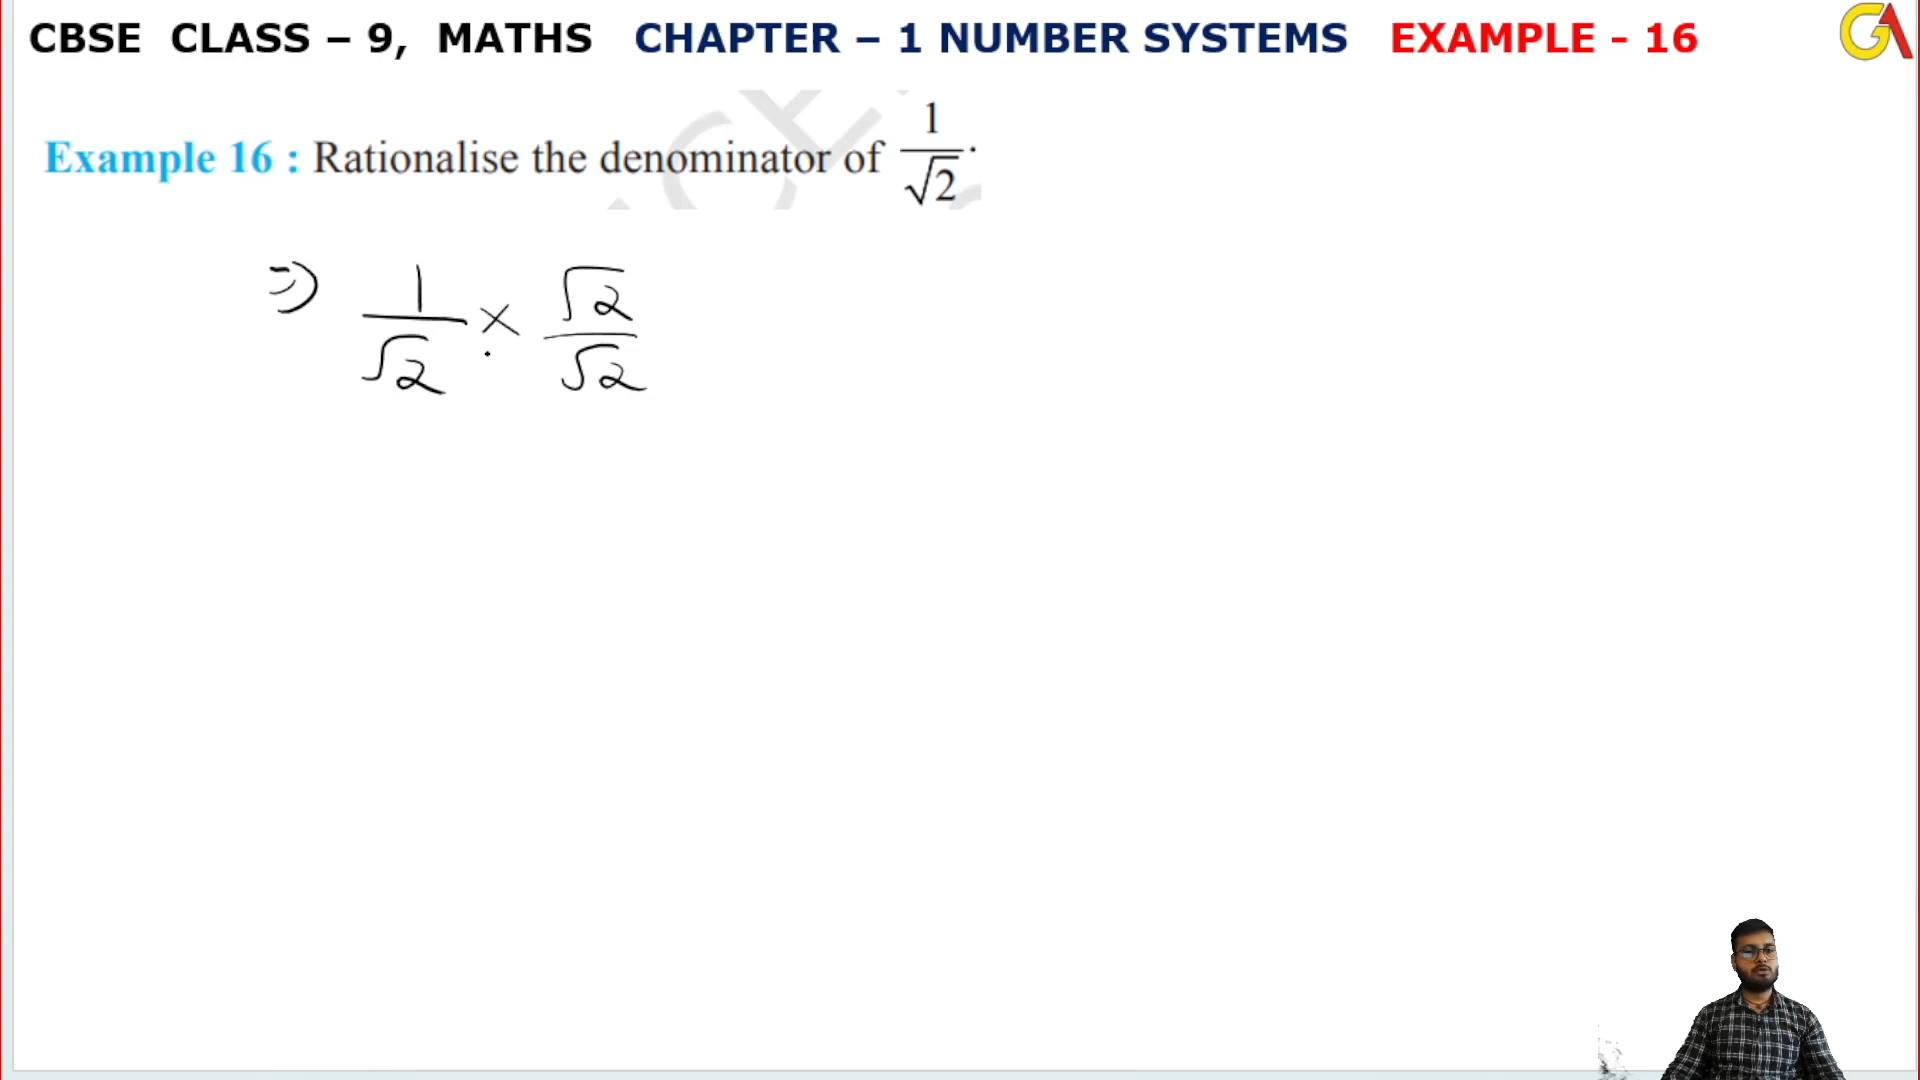 CBSE CLASS – 9, MATHS CHAPTER – 1 NUMBER SYSTEMS EXAMPLE - 16
GA
Example 16 : Rationalise the denominator of 1/√2.
=) 1/√2 × √2/√2